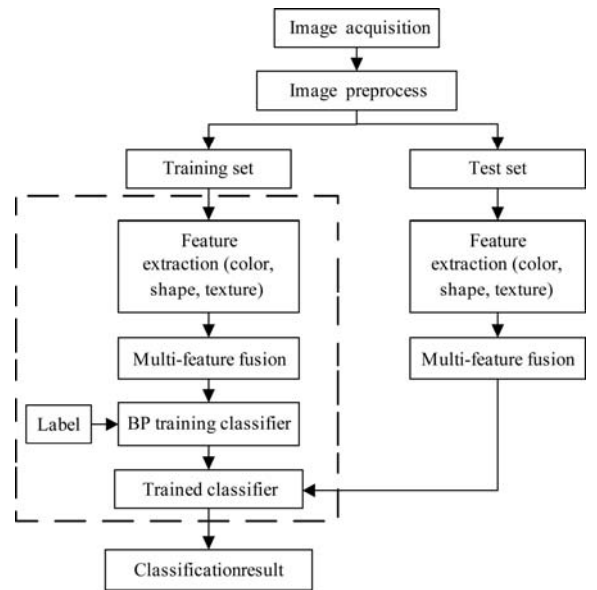 Image acquisition
Image preprocess
Training set
Test set
Feature
extraction (color,
shape, texture)
Feature
extraction (color,
shape, texture)
Multi-feature fusion
Multi-feature fusion
Label
BP training classifier
Trained classifier
Classificationresult